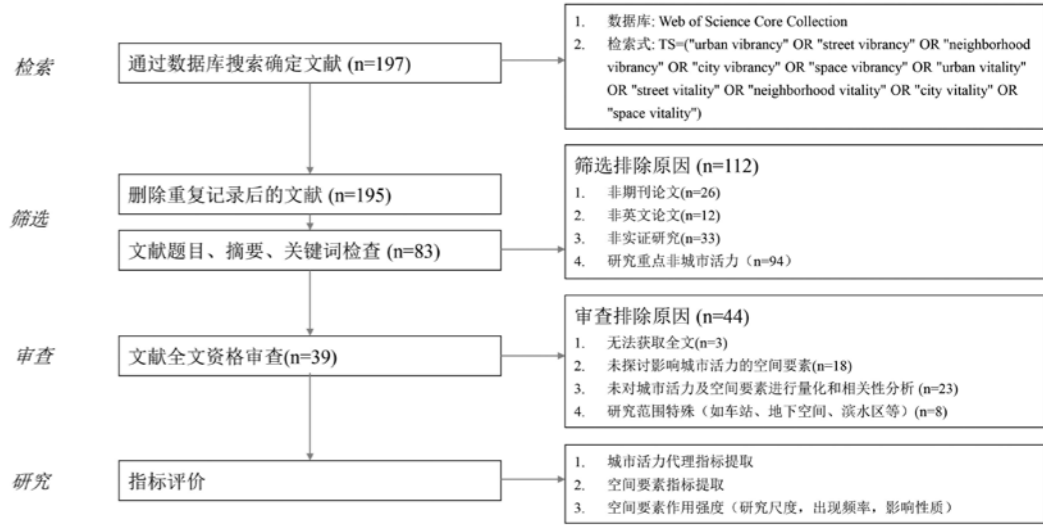 检索
通过数据库搜索确定文献 (n=197)
1. 数据库: Web of Science Core Collection
2. 检索式: TS=("urban vibrancy" OR "street vibrancy" OR "neighborhood
vibrancy" OR "city vibrancy" OR "space vibrancy" OR "urban vitality"
OR "street vitality" OR "neighborhood vitality" OR "city vitality" OR
"space vitality")
筛选
删除重复记录后的文献 (n=195)
文献题目、摘要、关键词检查 (n=83)
筛选排除原因 (n=112)
1. 非期刊论文(n=26)
2. 非英文论文(n=12)
3. 非实证研究(n=33)
4. 研究重点非城市活力（n=94）
审查
文献全文资格审查(n=39)
审查排除原因 (n=44)
1. 无法获取全文(n=3)
2. 未探讨影响城市活力的空间要素(n=18)
3. 未对城市活力及空间要素进行量化和相关性分析 (n=23)
4. 研究范围特殊（如车站、地下空间、滨水区等）(n=8)
研究
指标评价
1. 城市活力代理指标提取
2. 空间要素指标提取
3. 空间要素作用强度（研究尺度，出现频率，影响性质）